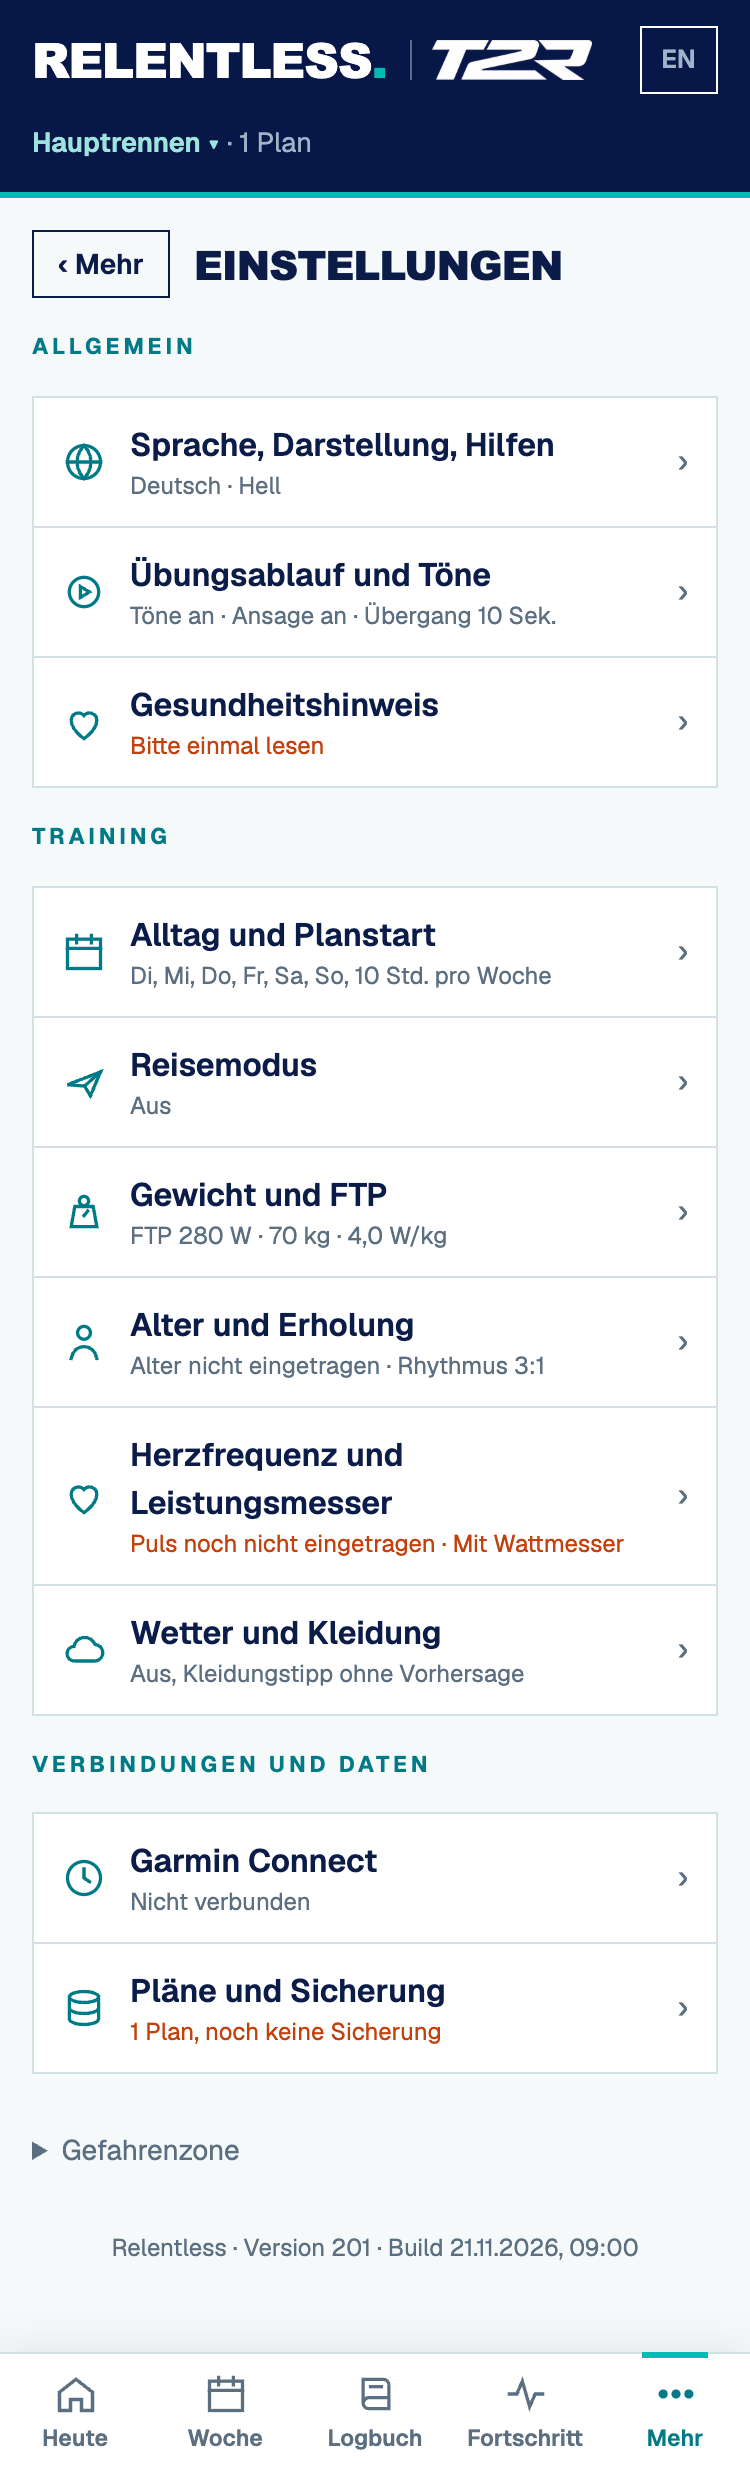 RELENTLESS. T2R EN
Hauptrennen ▾ · 1 Plan
‹ Mehr EINSTELLUNGEN
ALLGEMEIN
Sprache, Darstellung, Hilfen ›
Deutsch · Hell
Übungsablauf und Töne ›
Töne an · Ansage an · Übergang 10 Sek.
Gesundheitshinweis ›
Bitte einmal lesen
TRAINING
Alltag und Planstart ›
Di, Mi, Do, Fr, Sa, So, 10 Std. pro Woche
Reisemodus ›
Aus
Gewicht und FTP ›
FTP 280 W · 70 kg · 4,0 W/kg
Alter und Erholung ›
Alter nicht eingetragen · Rhythmus 3:1
Herzfrequenz und
Leistungsmesser ›
Puls noch nicht eingetragen · Mit Wattmesser
Wetter und Kleidung ›
Aus, Kleidungstipp ohne Vorhersage
VERBINDUNGEN UND DATEN
Garmin Connect ›
Nicht verbunden
Pläne und Sicherung ›
1 Plan, noch keine Sicherung
▶ Gefahrenzone
Relentless · Version 201 · Build 21.11.2026, 09:00
Heute Woche Logbuch Fortschritt Mehr